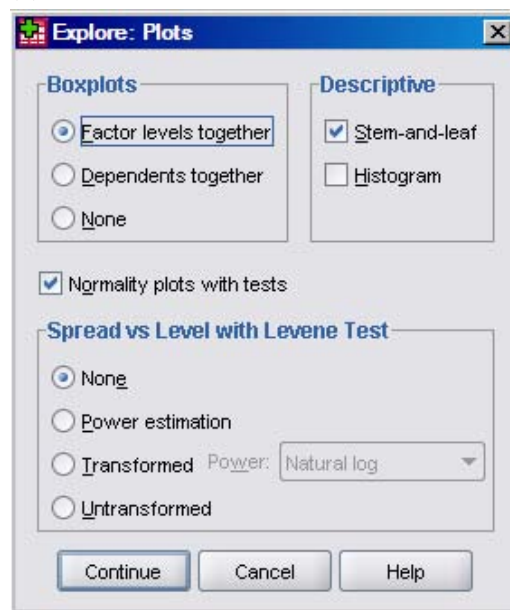 Explore: Plots
Boxplots
Factor levels together
Dependents together
None
Descriptive
Stem-and-leaf
Histogram
Normality plots with tests
Spread vs Level with Levene Test
None
Power estimation
Transformed Power: Natural log
Untransformed
Continue Cancel Help